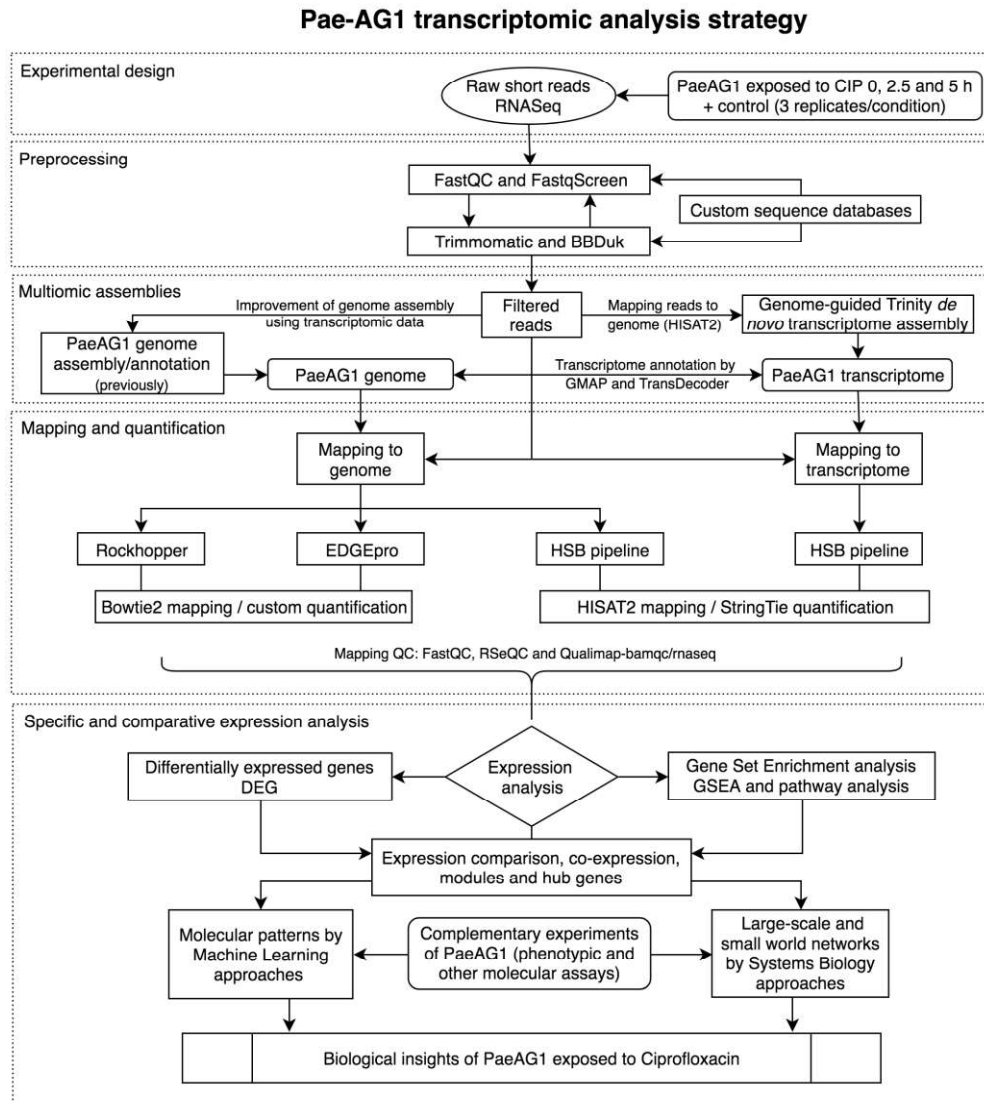 Pae-AG1 transcriptomic analysis strategy
Experimental design
Raw short reads
RNASeq
PaeAG1 exposed to CIP 0, 2.5 and 5 h
+ control (3 replicates/condition)
Preprocessing
FastQC and FastqScreen
Custom sequence databases
Trimmomatic and BBDuk
Multiomic assemblies
Improvement of genome assembly
using transcriptomic data
Filtered
reads
Mapping reads to
genome (HISAT2)
Genome-guided Trinity de
novo transcriptome assembly
PaeAG1 genome
assembly/annotation
(previously)
PaeAG1 genome
Transcriptome annotation by
GMAP and TransDecoder
PaeAG1 transcriptome
Mapping and quantification
Mapping to
genome
Mapping to
transcriptome
Rockhopper
EDGEpro
HSB pipeline
HSB pipeline
Bowtie2 mapping / custom quantification
HISAT2 mapping / StringTie quantification
Mapping QC: FastQC, RSeQC and Qualimap-bamqc/rnaseq
Specific and comparative expression analysis
Differentially expressed genes
DEG
Expression
analysis
Gene Set Enrichment analysis
GSEA and pathway analysis
Expression comparison, co-expression,
modules and hub genes
Molecular patterns by
Machine Learning
approaches
Complementary experiments
of PaeAG1 (phenotypic and
other molecular assays)
Large-scale and
small world networks
by Systems Biology
approaches
Biological insights of PaeAG1 exposed to Ciprofloxacin